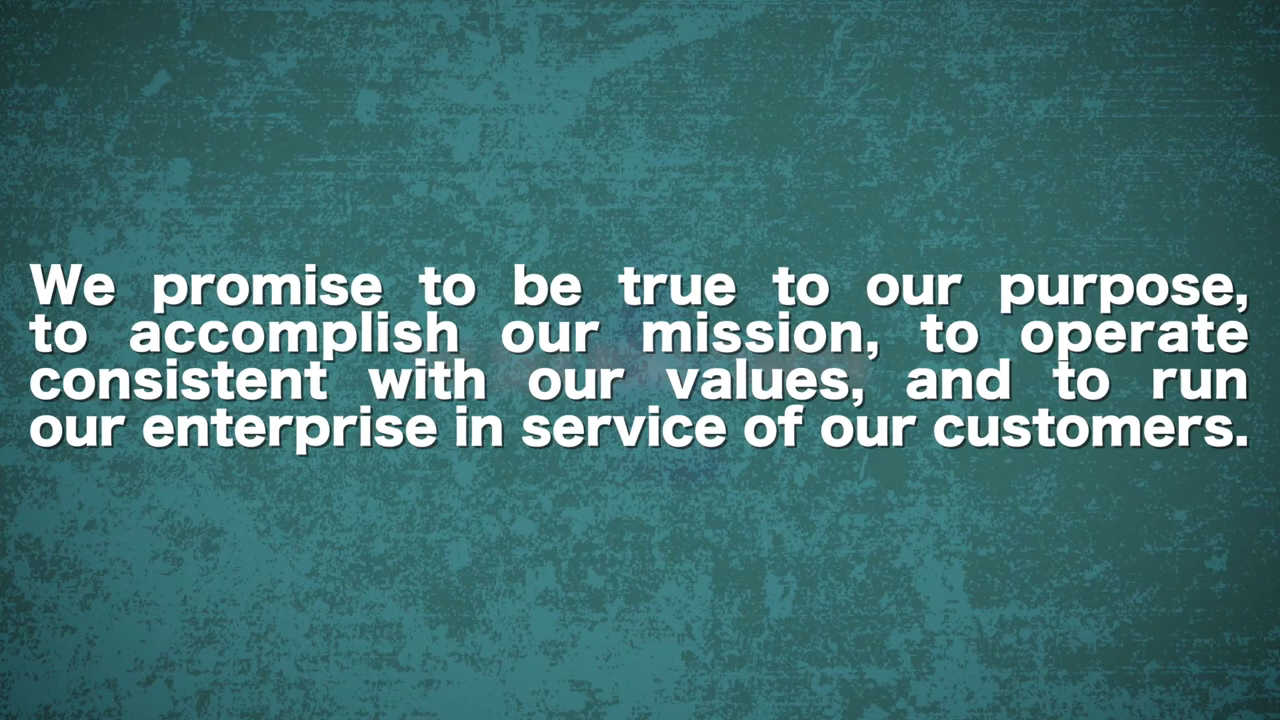 We promise to be true to our purpose,
to accomplish our mission, to operate
consistent with our values, and to run
our enterprise in service of our customers.